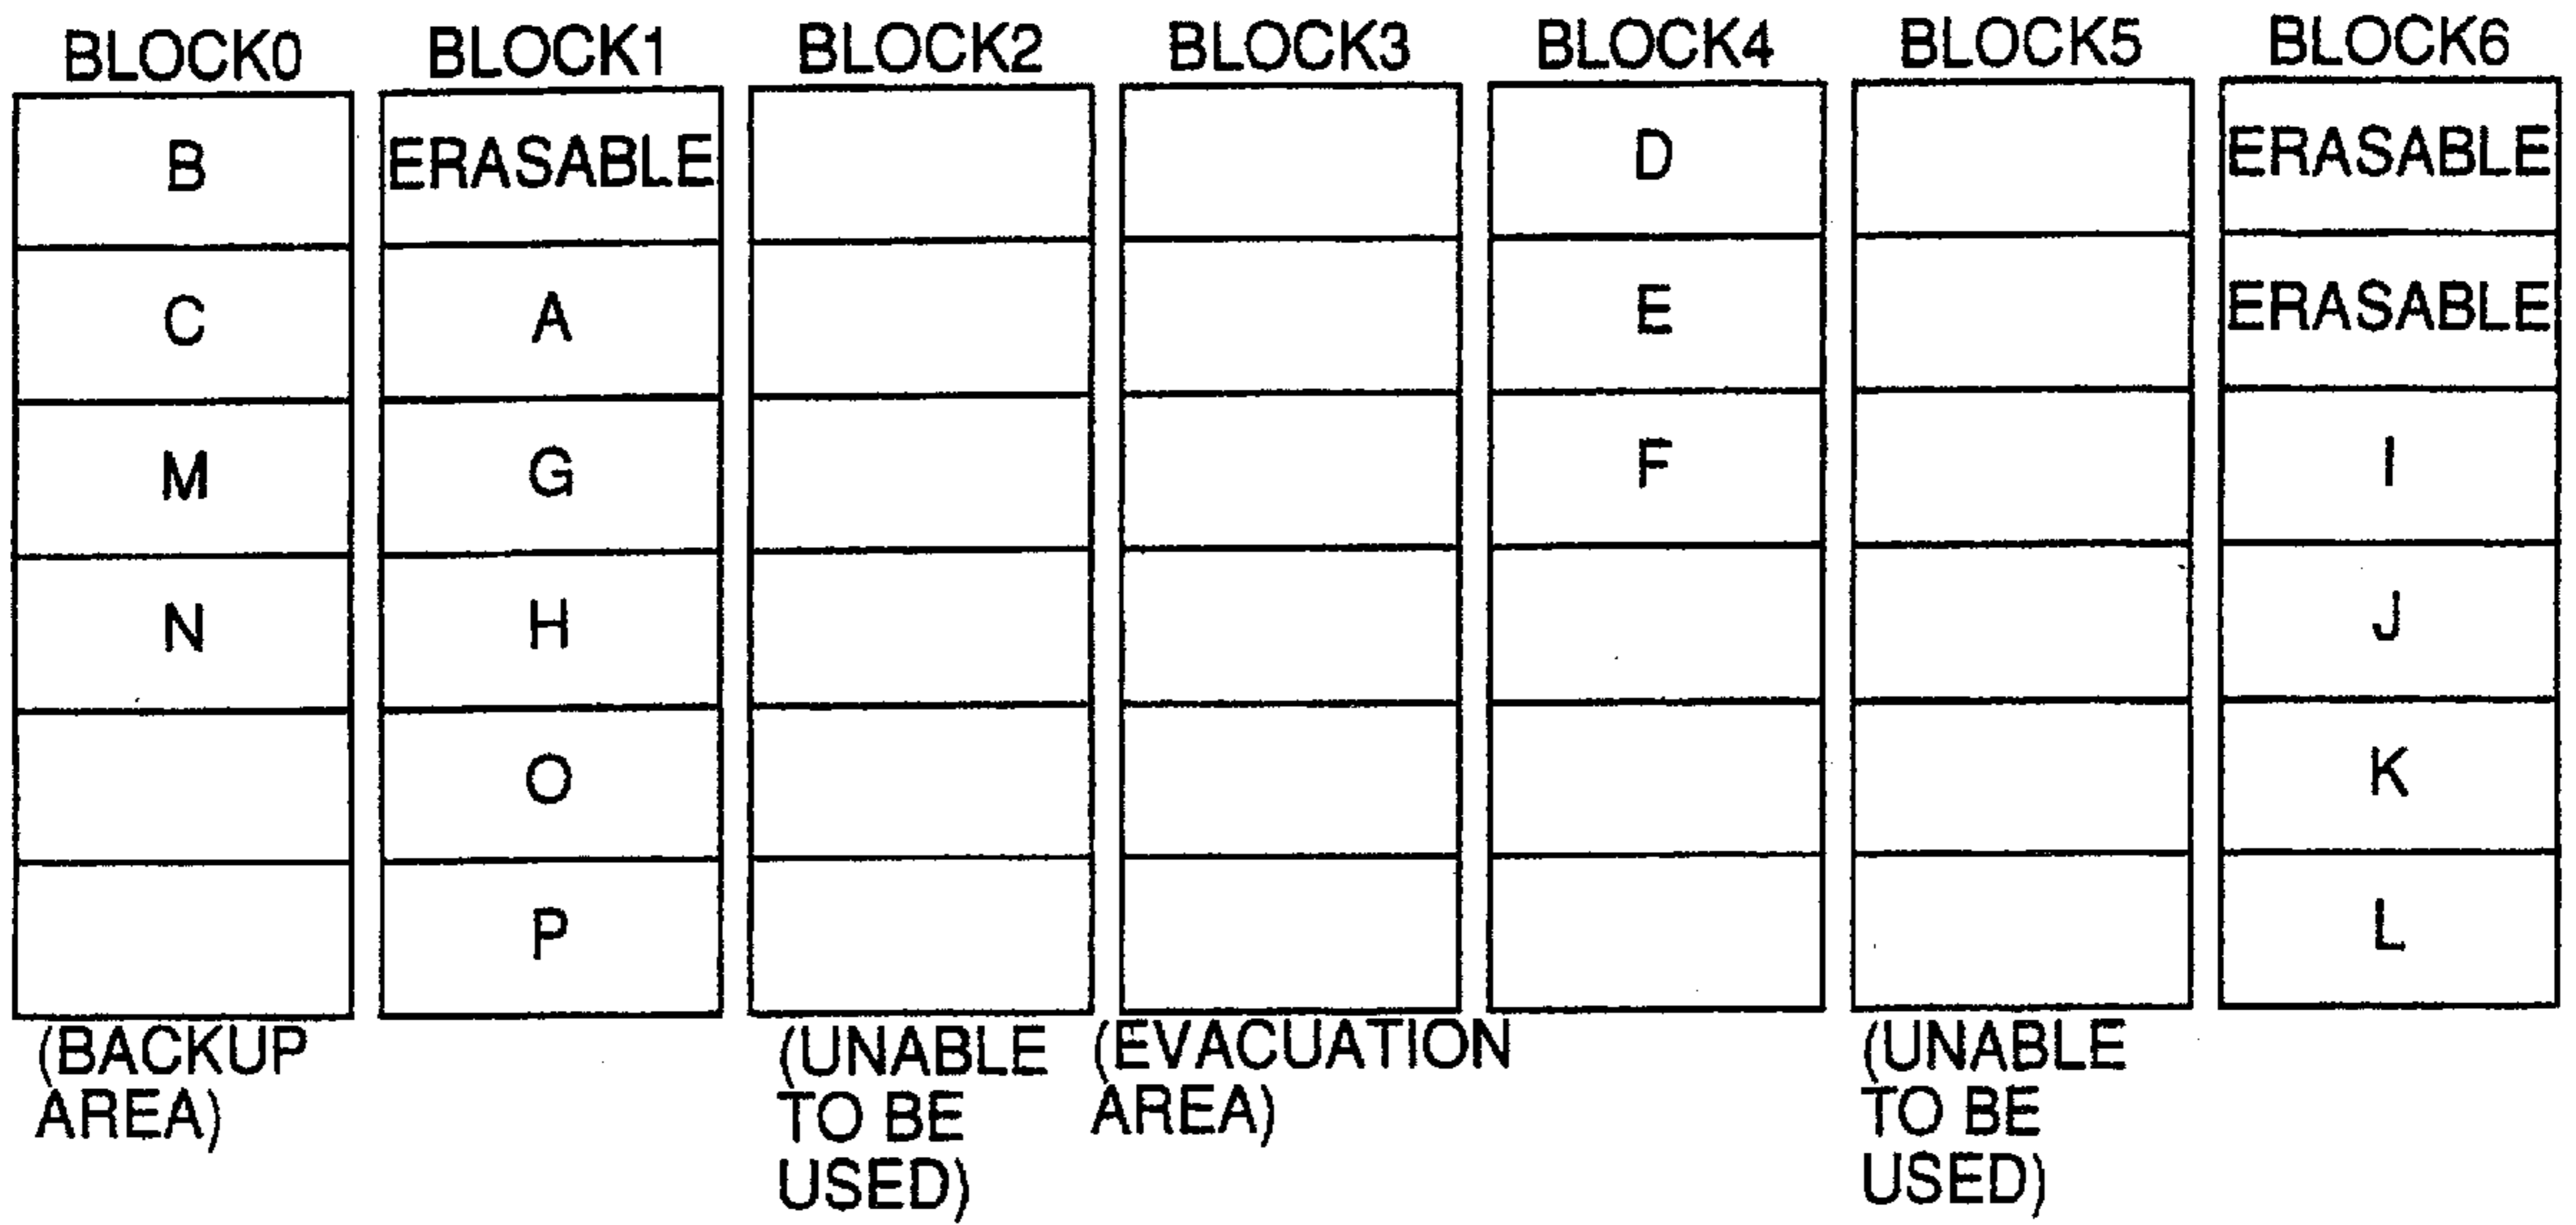 BLOCK0 BLOCK1 BLOCK2 BLOCK3 BLOCK4 BLOCK5 BLOCK6
B ERASABLE D ERASABLE
C A E ERASABLE
M G F I
N H J
O K
P L
(BACKUP (UNABLE (EVACUATION (UNABLE
AREA) TO BE AREA) TO BE
USED) USED)